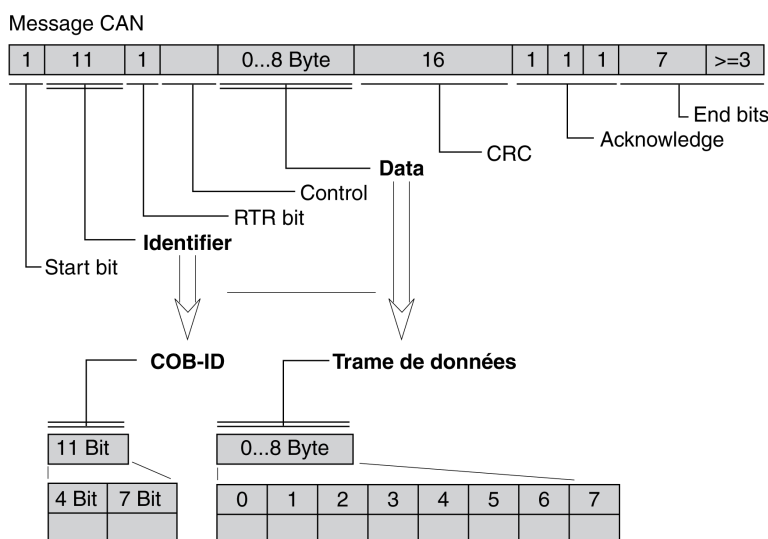 Message CAN
1 11 1 0...8 Byte 16 1 1 1 7 >=3
End bits
Acknowledge
CRC
Data
Control
RTR bit
Identifier
Start bit
COB-ID Trame de données
11 Bit 0...8 Byte
4 Bit 7 Bit 0 1 2 3 4 5 6 7